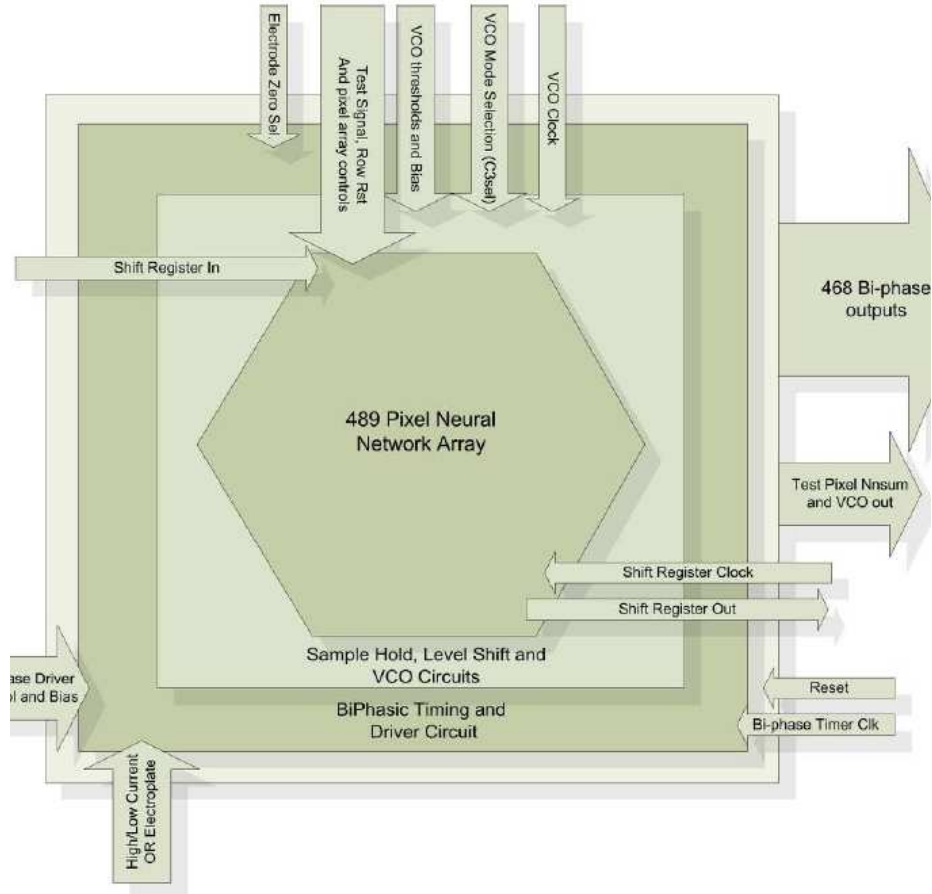 Electrode Zero Sel
Test Signal, Row Rst
And pixel array controls
VCO thresholds and Bias
VCO Mode Selection (C3sel)
VCO Clock
Shift Register In
468 Bi-phase
outputs
489 Pixel Neural
Network Array
Test Pixel Nnsum
and VCO out
Shift Register Clock
Shift Register Out
Sample Hold, Level Shift and
VCO Circuits
Driver
and Bias
Reset
BiPhasic Timing and
Driver Circuit
Bi-phase Timer Clk
High/Low Current
OR Electroplate